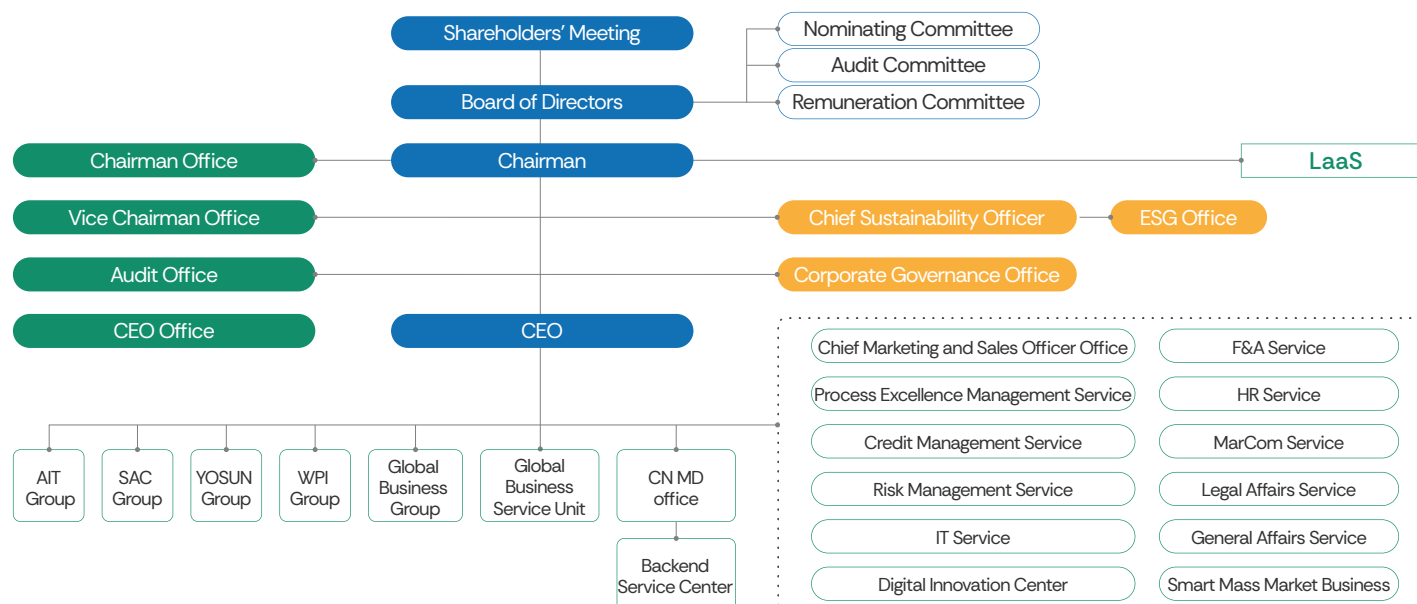 Shareholders' Meeting
Nominating Committee
Audit Committee
Board of Directors
Remuneration Committee
Chairman Office
Chairman
LaaS
Vice Chairman Office
Chief Sustainability Officer
ESG Office
Audit Office
Corporate Governance Office
CEO Office
CEO
Chief Marketing and Sales Officer Office
F&A Service
Process Excellence Management Service
HR Service
Credit Management Service
MarCom Service
Risk Management Service
Legal Affairs Service
IT Service
General Affairs Service
Digital Innovation Center
Smart Mass Market Business
AIT
Group
SAC
Group
YOSUN
Group
WPI
Group
Global
Business
Group
Global
Business
Service Unit
CN MD
office
Backend
Service Center